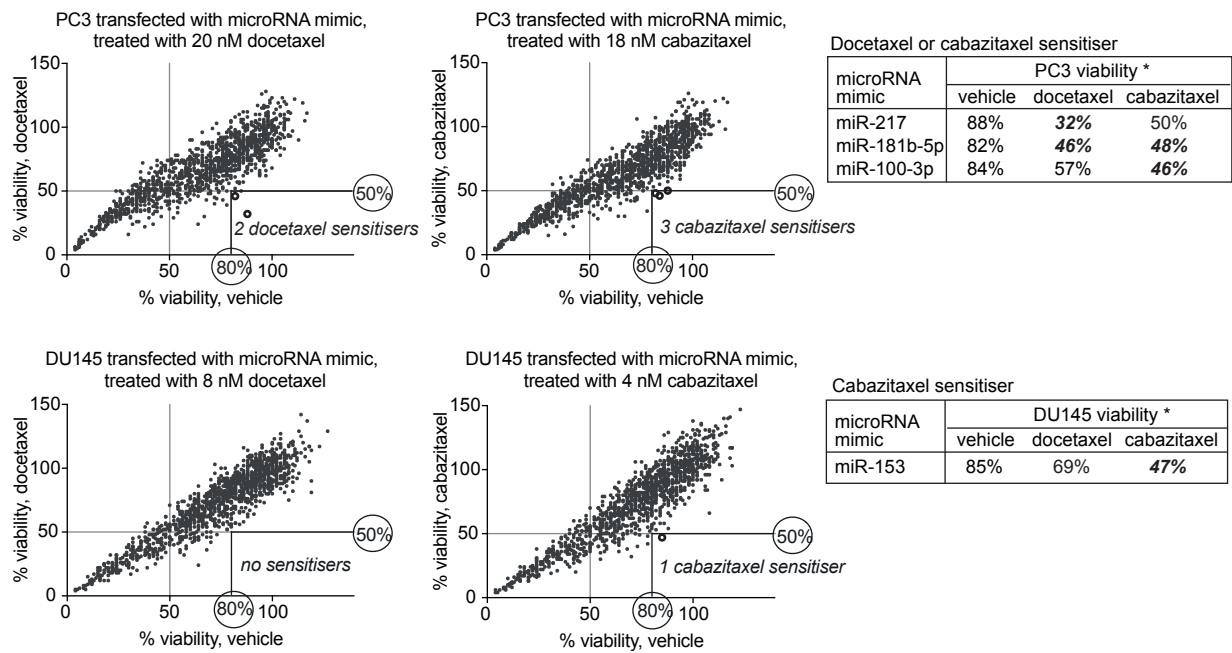 PC3 transfected with microRNA mimic,
treated with 20 nM docetaxel
150
100
50
0
% viability, docetaxel
50%
2 docetaxel sensitisers
80%
0
50
100
% viability, vehicle
PC3 transfected with microRNA mimic,
treated with 18 nM cabazitaxel
150
100
50
0
% viability, cabazitaxel
50%
3 cabazitaxel sensitisers
80%
0
50
100
% viability, vehicle
Docetaxel or cabazitaxel sensitiser
microRNA mimic PC3 viability *
vehicle docetaxel cabazitaxel
miR-217 88% 32% 50%
miR-181b-5p 82% 46% 48%
miR-100-3p 84% 57% 46%
DU145 transfected with microRNA mimic,
treated with 8 nM docetaxel
150
100
50
0
% viability, docetaxel
50%
no sensitisers
80%
0
50
100
% viability, vehicle
DU145 transfected with microRNA mimic,
treated with 4 nM cabazitaxel
150
100
50
0
% viability, cabazitaxel
50%
1 cabazitaxel sensitiser
80%
0
50
100
% viability, vehicle
Cabazitaxel sensitiser
microRNA mimic DU145 viability *
vehicle docetaxel cabazitaxel
miR-153 85% 69% 47%